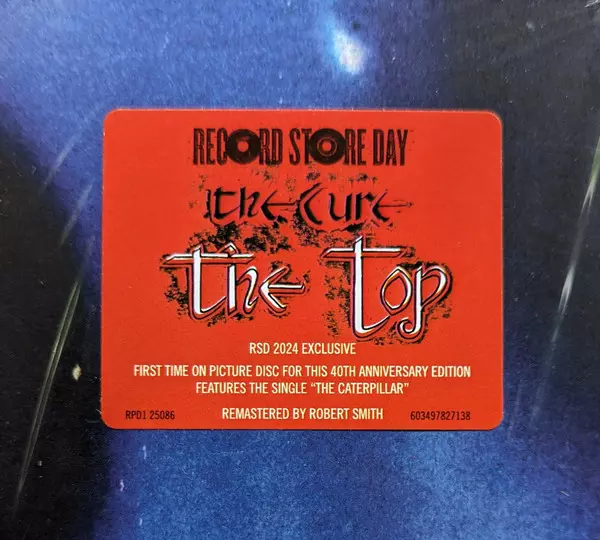 RECORD STORE DAY
the Cure
the Top
RSD 2024 EXCLUSIVE
FIRST TIME ON PICTURE DISC FOR THIS 40TH ANNIVERSARY EDITION
FEATURES THE SINGLE "THE CATERPILLAR"
RPD1 25086 REMASTERED BY ROBERT SMITH 603497827138